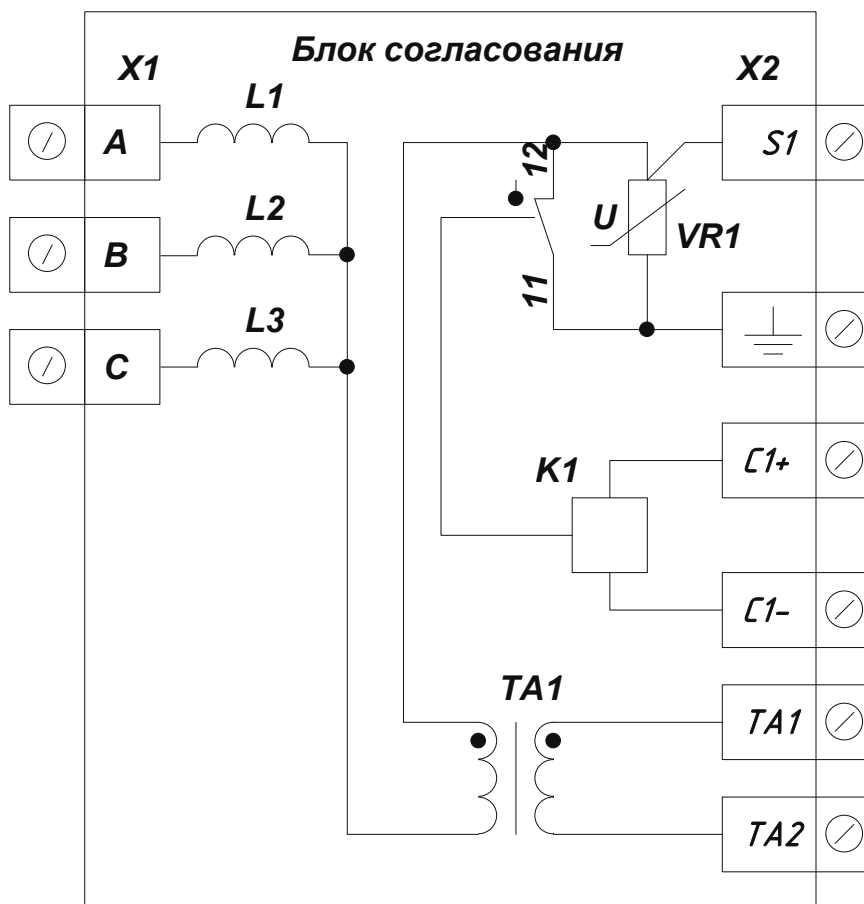 Блок согласования
X1
X2
L1
A
12
S1
L2
B
U
VR1
11
L3
C
K1
C1+
C1-
TA1
TA1
TA2